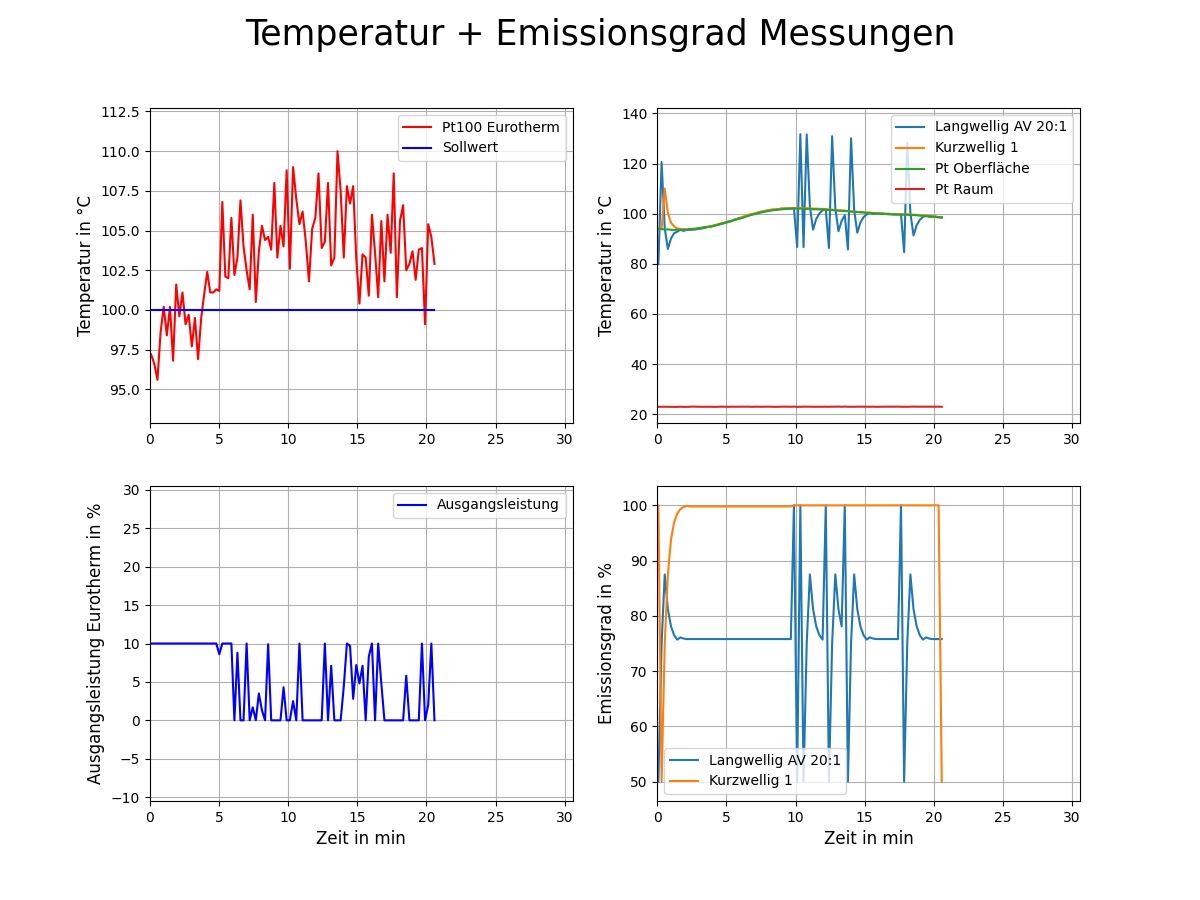 Temperatur + Emissionsgrad Messungen
Temperatur in °C
112.5
110.0
107.5
105.0
102.5
100.0
97.5
95.0
0 5 10 15 20 25 30
Pt100 Eurotherm
Sollwert
Temperatur in °C
140
120
100
80
60
40
20
0 5 10 15 20 25 30
Langwellig AV 20:1
Kurzwellig 1
Pt Oberfläche
Pt Raum
Ausgangsleistung Eurotherm in %
30
25
20
15
10
5
0
−5
−10
0 5 10 15 20 25 30
Zeit in min
Ausgangsleistung
Emissionsgrad in %
100
90
80
70
60
50
0 5 10 15 20 25 30
Zeit in min
Langwellig AV 20:1
Kurzwellig 1